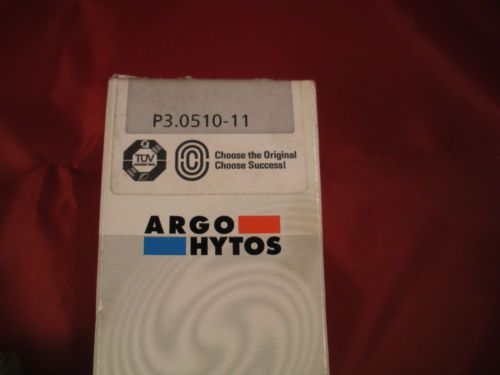 P3.0510-11
Q
TÜV
Choose the Original
Choose Success!
ARGO
HYTOS